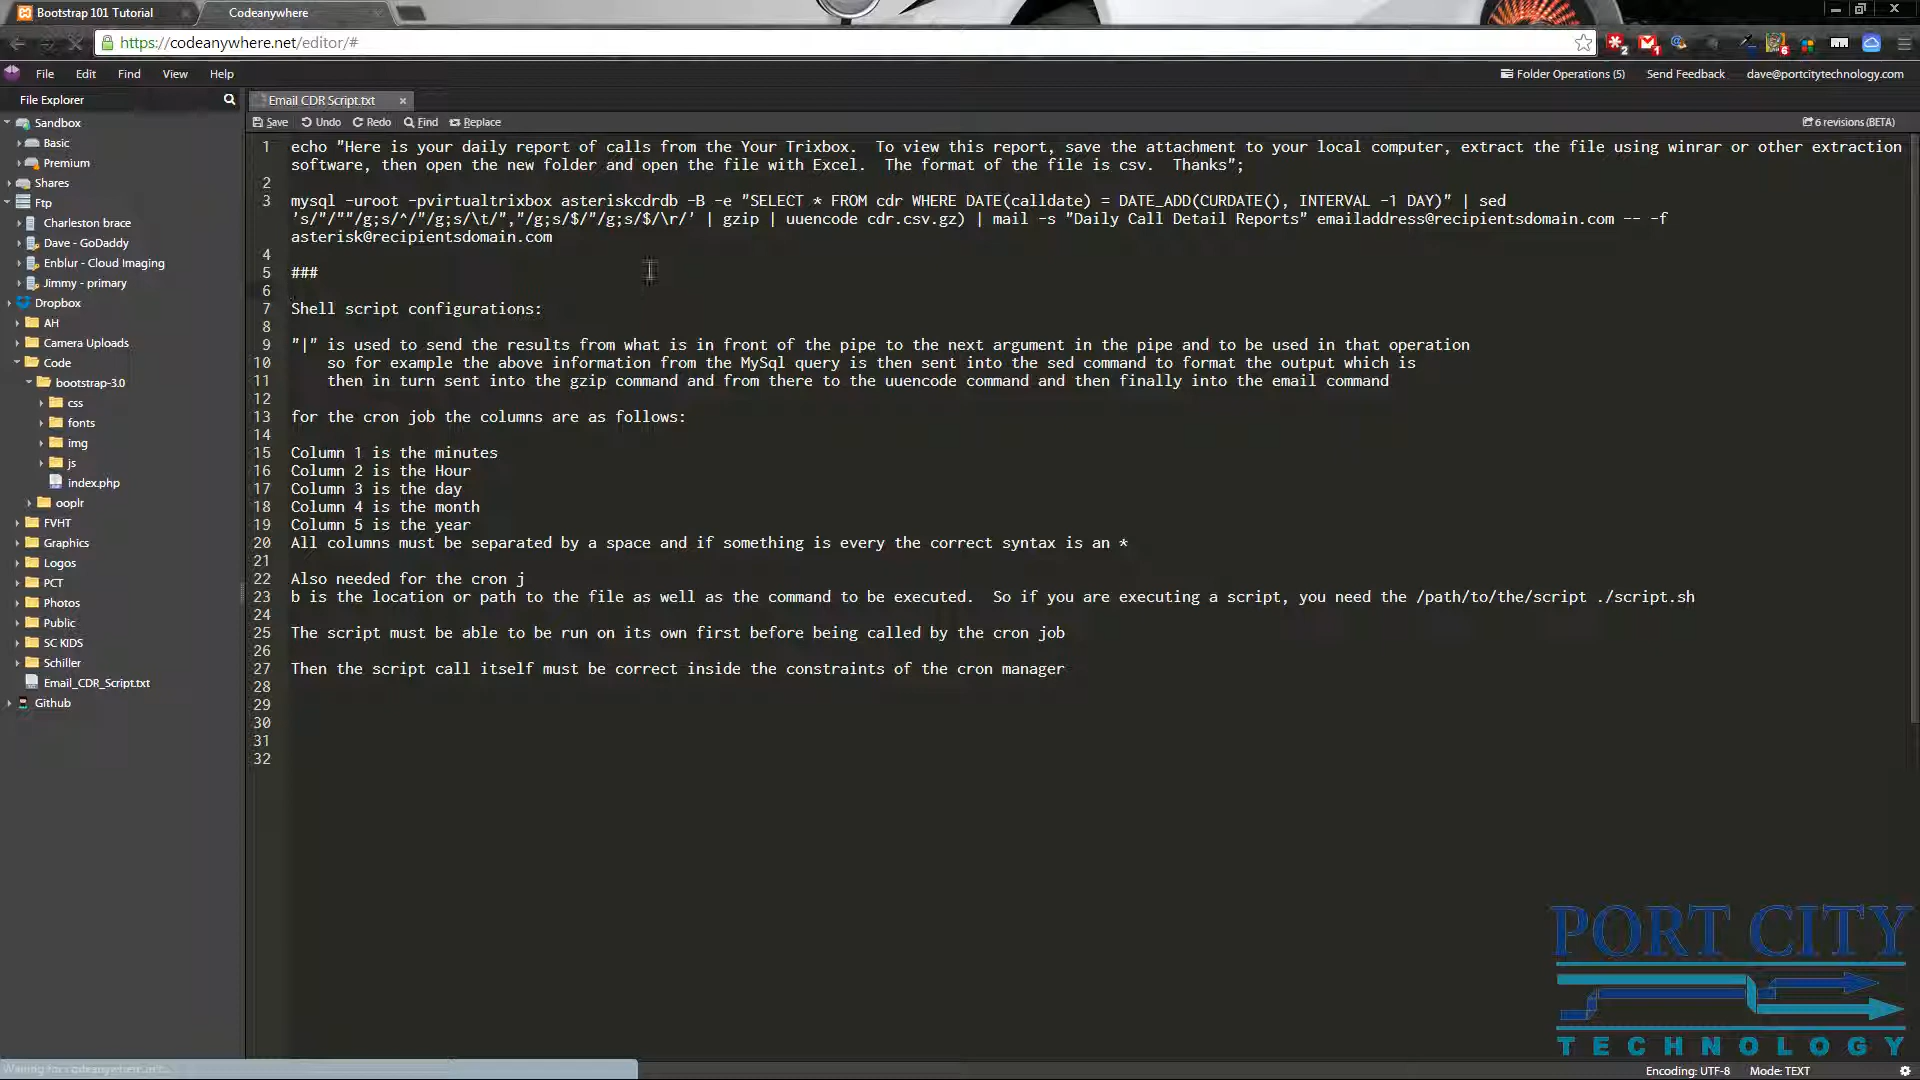 Bootstrap 101 Tutorial
Codeanywhere
https://codeanywhere.net/editor/#
2
1
6
File Edit Find View Help
Folder Operations (5) Send Feedback dave@portcitytechnology.com
File Explorer
Email CDR Script.txt
Save Undo Redo Find Replace
6 revisions (BETA)
Sandbox
Basic
Premium
Shares
Ftp
Charleston brace
Dave - GoDaddy
Enblur - Cloud Imaging
Jimmy - primary
Dropbox
AH
Camera Uploads
Code
bootstrap-3.0
css
fonts
img
js
index.php
ooplr
FVHT
Graphics
Logos
PCT
Photos
Public
SC KIDS
Schiller
Email_CDR_Script.txt
Github
1 echo "Here is your daily report of calls from the Your Trixbox.  To view this report, save the attachment to your local computer, extract the file using winrar or other extraction
software, then open the new folder and open the file with Excel.  The format of the file is csv.  Thanks";
2
3 mysql -uroot -pvirtualtrixbox asteriskcdrdb -B -e "SELECT * FROM cdr WHERE DATE(calldate) = DATE_ADD(CURDATE(), INTERVAL -1 DAY)" | sed
's/"/""/g;s/^/"/g;s/\t/","/g;s/$/"/g;s/$/\r/' | gzip | uuencode cdr.csv.gz) | mail -s "Daily Call Detail Reports" emailaddress@recipientsdomain.com -- -f
asterisk@recipientsdomain.com
4
5 ###
6
7 Shell script configurations:
8
9 "|" is used to send the results from what is in front of the pipe to the next argument in the pipe and to be used in that operation
10 so for example the above information from the MySql query is then sent into the sed command to format the output which is
11 then in turn sent into the gzip command and from there to the uuencode command and then finally into the email command
12
13 for the cron job the columns are as follows:
14
15 Column 1 is the minutes
16 Column 2 is the Hour
17 Column 3 is the day
18 Column 4 is the month
19 Column 5 is the year
20 All columns must be separated by a space and if something is every the correct syntax is an *
21
22 Also needed for the cron j
23 b is the location or path to the file as well as the command to be executed.  So if you are executing a script, you need the /path/to/the/script ./script.sh
24
25 The script must be able to be run on its own first before being called by the cron job
26
27 Then the script call itself must be correct inside the constraints of the cron manager
28
29
30
31
32
PORT CITY
TECHNOLOGY
Waiting for codeanywhere.net...
Encoding: UTF-8 Mode: TEXT